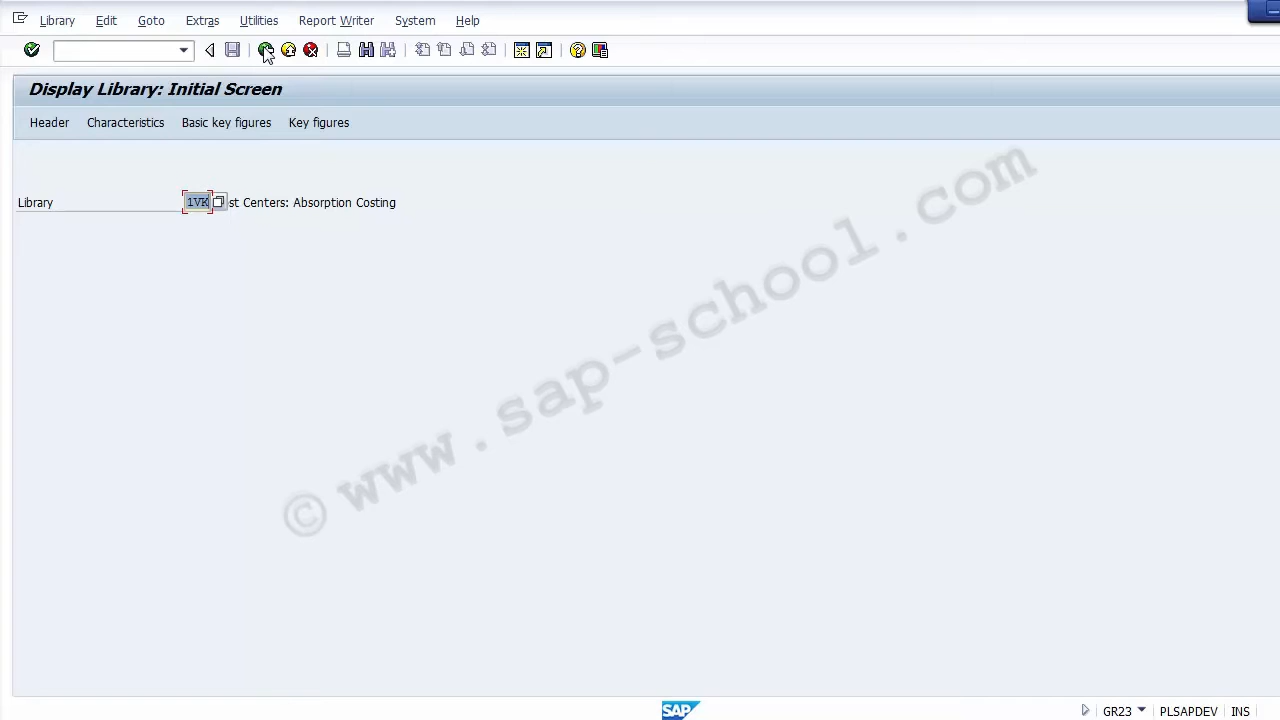 Library Edit Goto Extras Utilities Report Writer System Help
Display Library: Initial Screen
Header Characteristics Basic key figures Key figures
Library 1VK st Centers: Absorption Costing
© www.sap-school.com
SAP GR23 PLSAPDEV INS